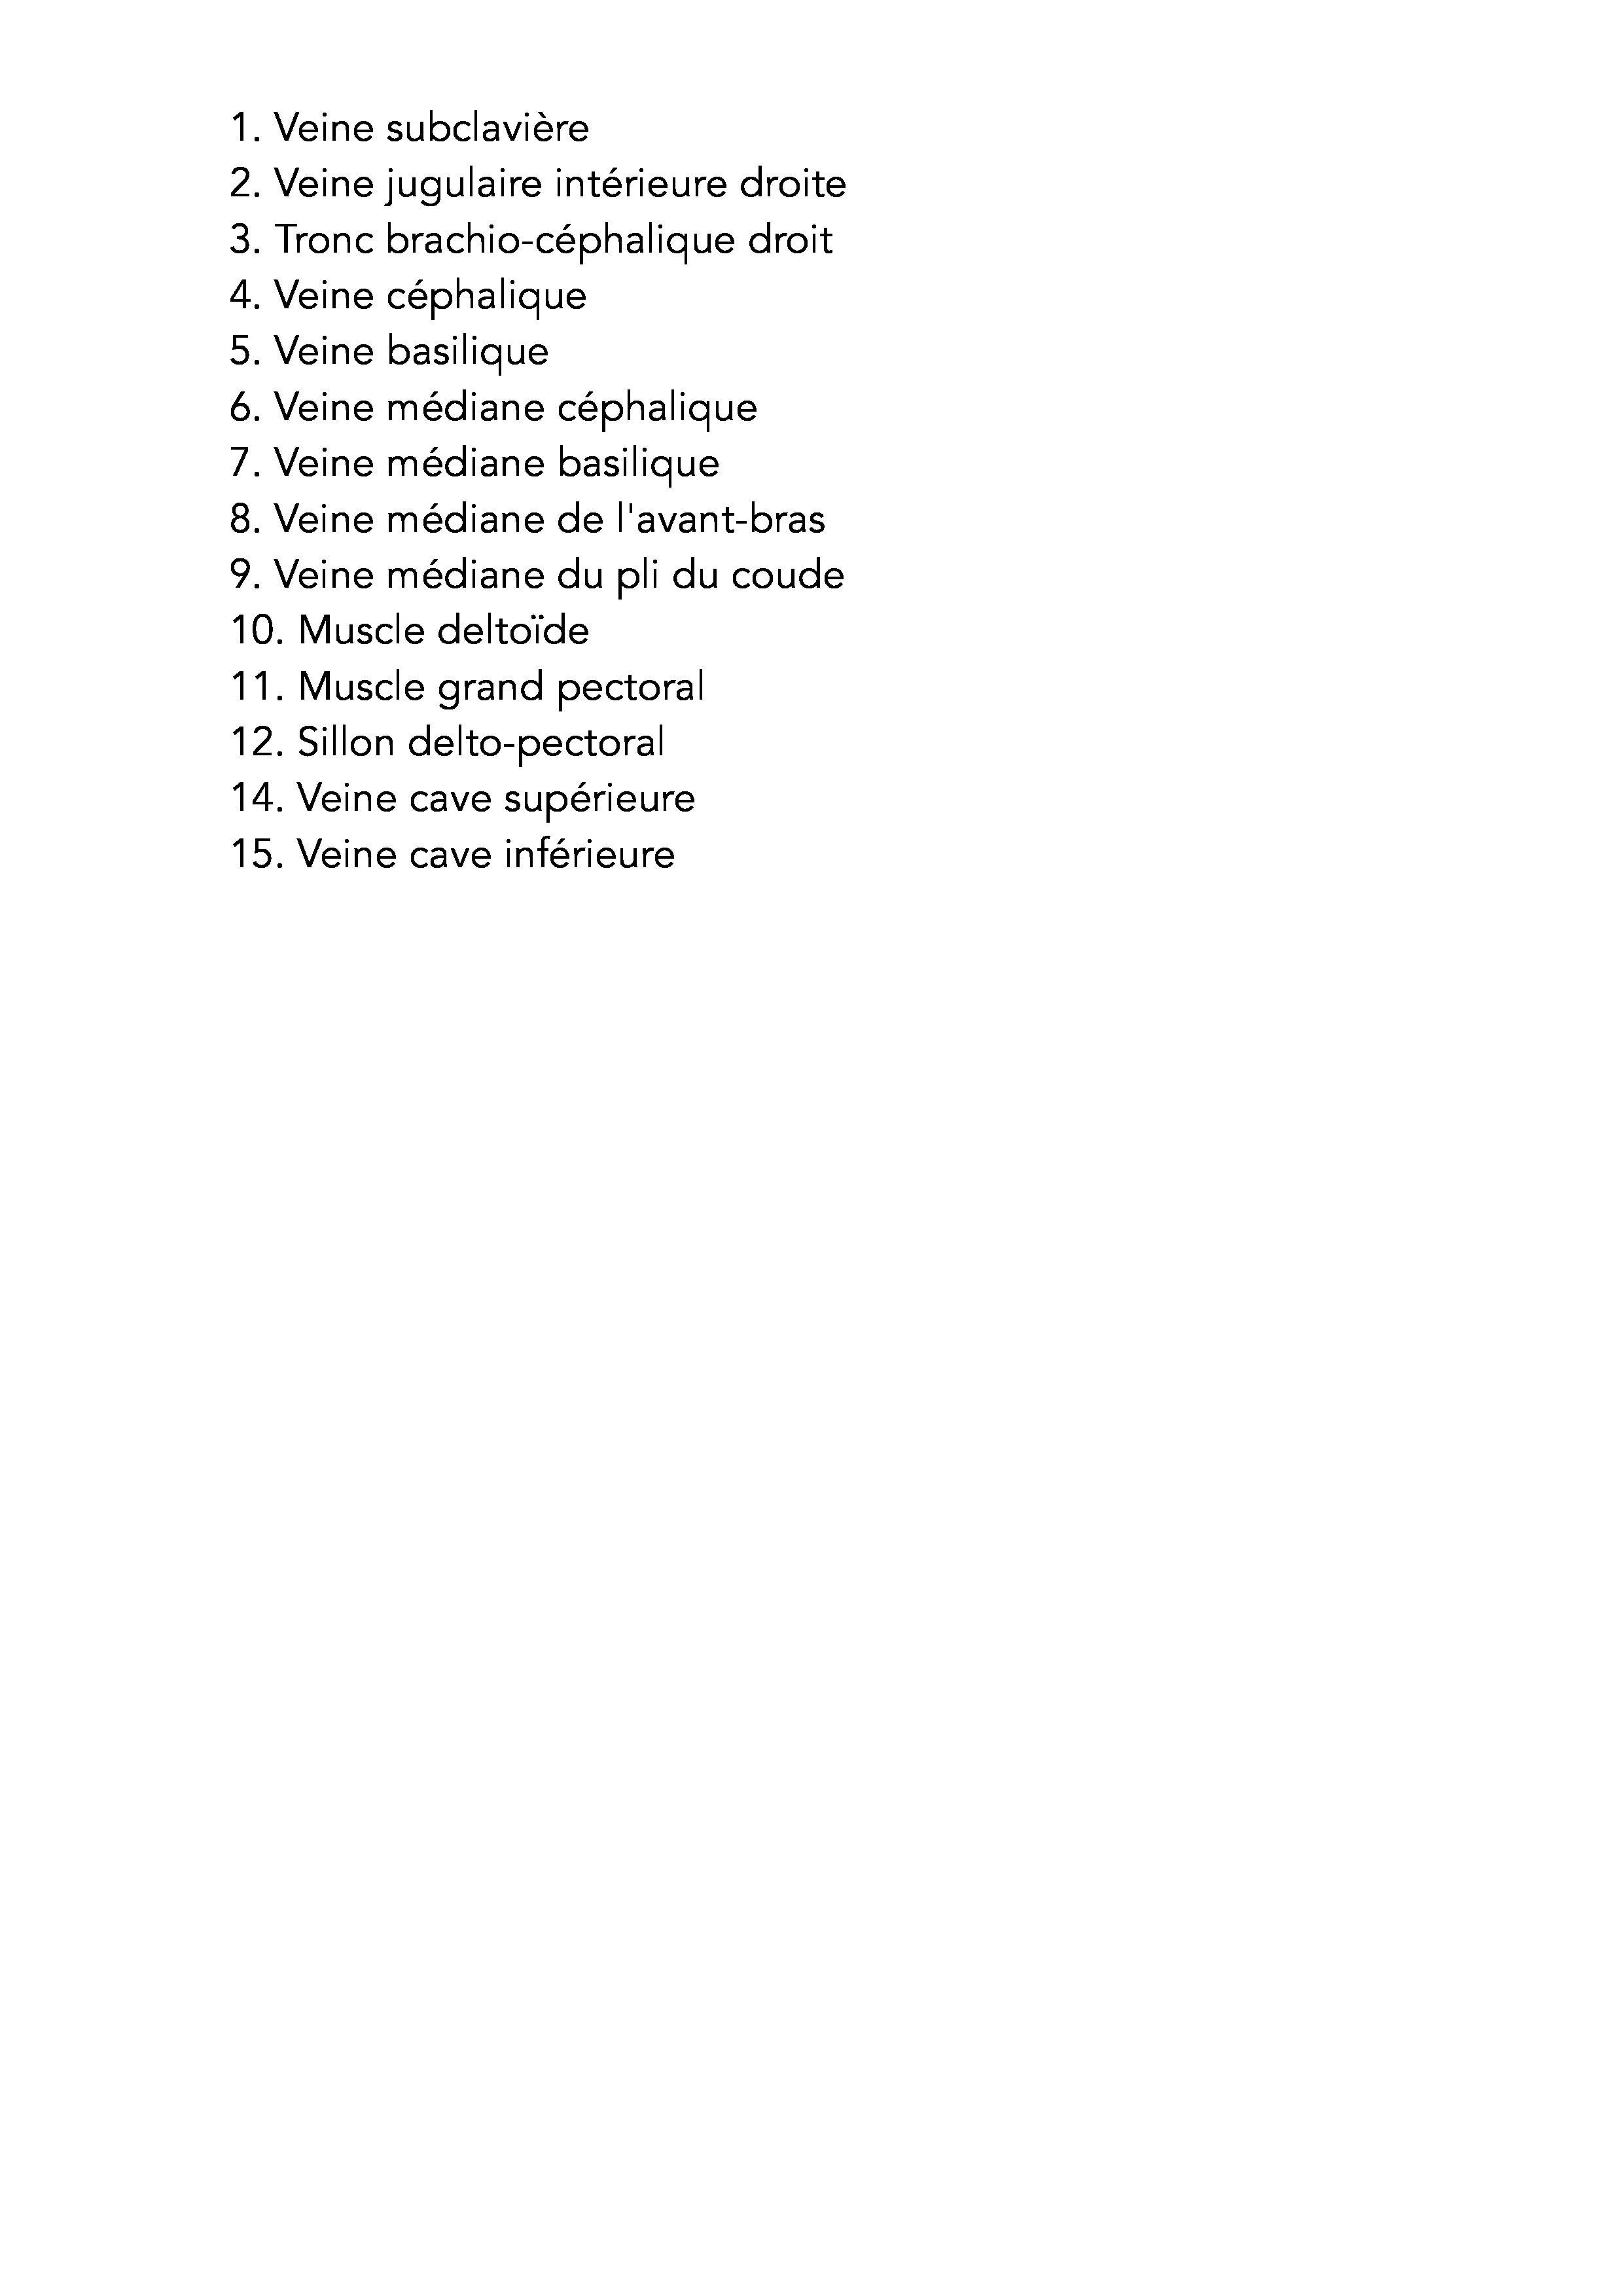 1. Veine subclavière
2. Veine jugulaire intérieure droite
3. Tronc brachio-céphalique droit
4. Veine céphalique
5. Veine basilique
6. Veine médiane céphalique
7. Veine médiane basilique
8. Veine médiane de l'avant-bras
9. Veine médiane du pli du coude
10. Muscle deltoïde
11. Muscle grand pectoral
12. Sillon delto-pectoral
14. Veine cave supérieure
15. Veine cave inférieure